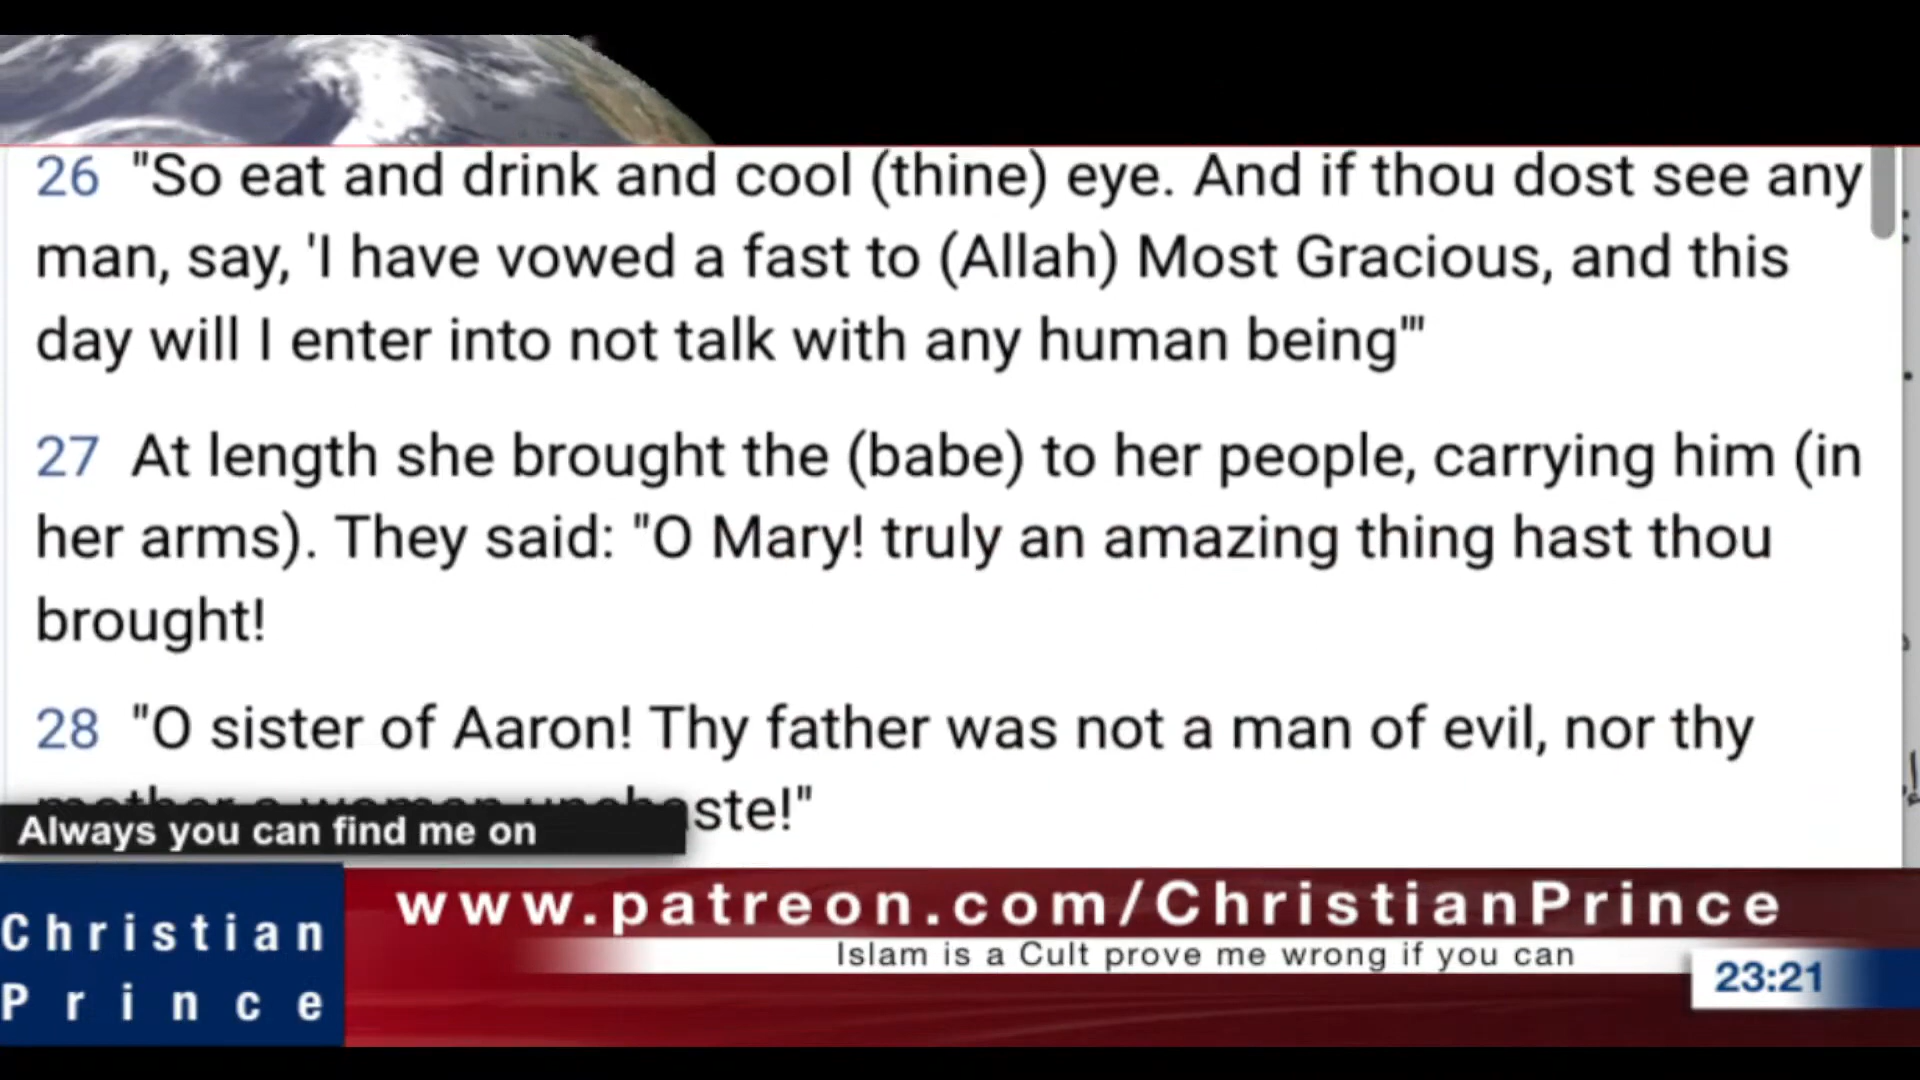 26 "So eat and drink and cool (thine) eye. And if thou dost see any
man, say, 'I have vowed a fast to (Allah) Most Gracious, and this
day will I enter into not talk with any human being'"
27 At length she brought the (babe) to her people, carrying him (in
her arms). They said: "O Mary! truly an amazing thing hast thou
brought!
28 "O sister of Aaron! Thy father was not a man of evil, nor thy
mother a woman unchaste!"
Always you can find me on
Christian
Prince
www.patreon.com/ChristianPrince
Islam is a Cult prove me wrong if you can
23:21